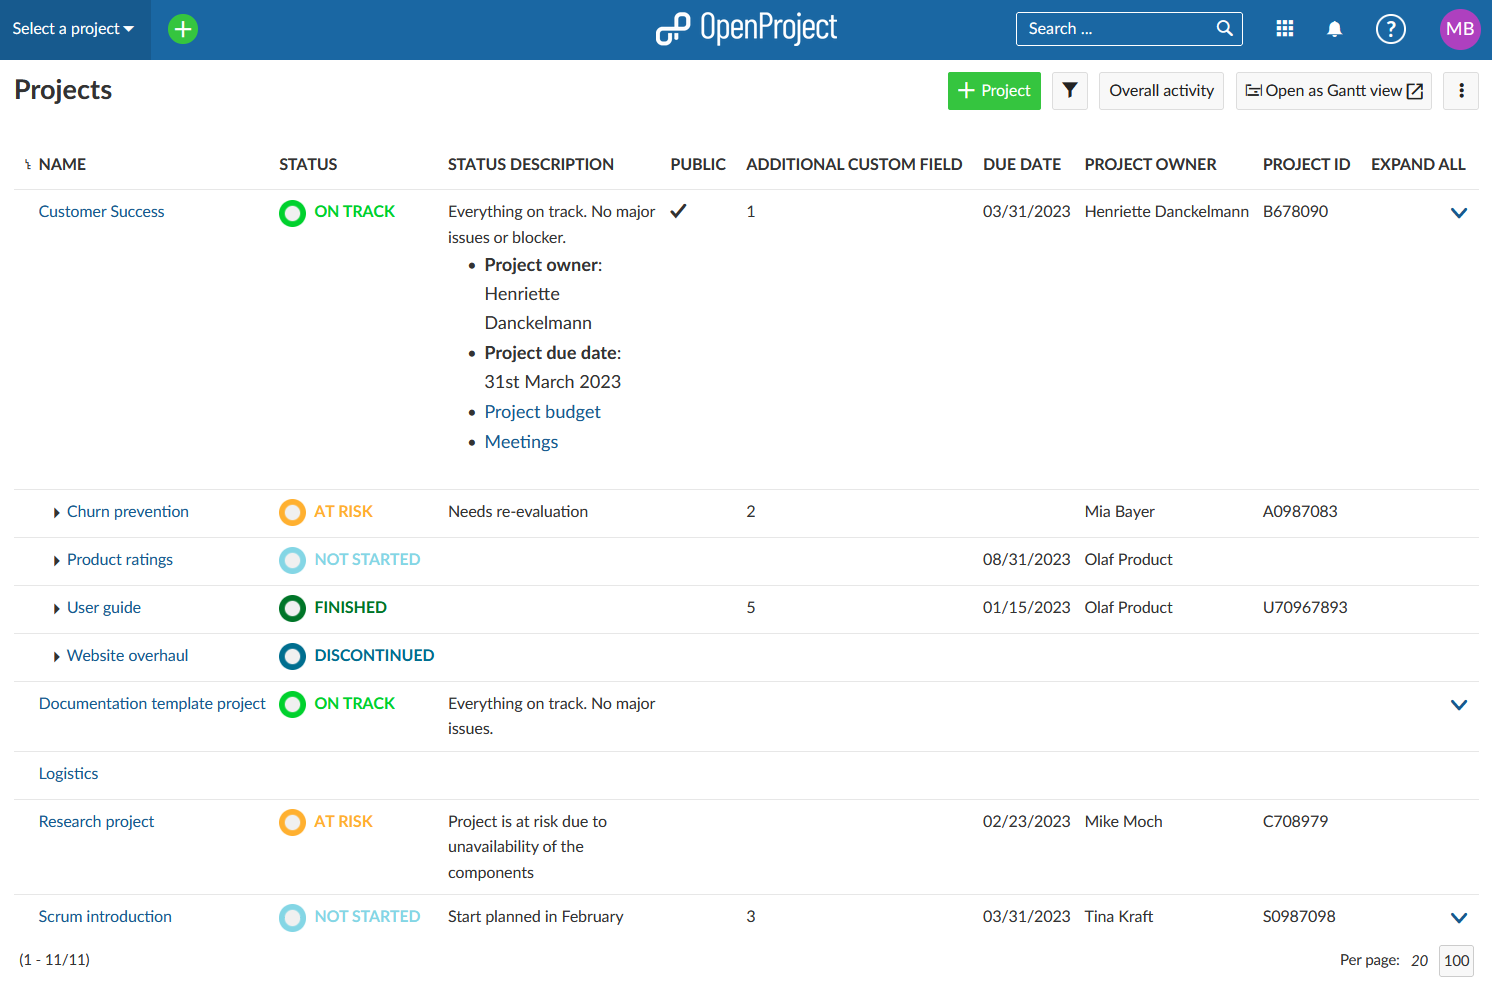 Select a project
OpenProject
Search ...
?
MB
Projects
Project
Overall activity
Open as Gantt view
NAME STATUS STATUS DESCRIPTION PUBLIC ADDITIONAL CUSTOM FIELD DUE DATE PROJECT OWNER PROJECT ID EXPAND ALL
Customer Success ON TRACK Everything on track. No major 1 03/31/2023 Henriette Danckelmann B678090
issues or blocker.
• Project owner:
Henriette
Danckelmann
• Project due date:
31st March 2023
• Project budget
• Meetings
Churn prevention AT RISK Needs re-evaluation 2 Mia Bayer A0987083
Product ratings NOT STARTED 08/31/2023 Olaf Product
User guide FINISHED 5 01/15/2023 Olaf Product U70967893
Website overhaul DISCONTINUED
Documentation template project ON TRACK Everything on track. No major
issues.
Logistics
Research project AT RISK Project is at risk due to 02/23/2023 Mike Moch C708979
unavailability of the
components
Scrum introduction NOT STARTED Start planned in February 3 03/31/2023 Tina Kraft S0987098
(1 - 11/11) Per page: 20 100